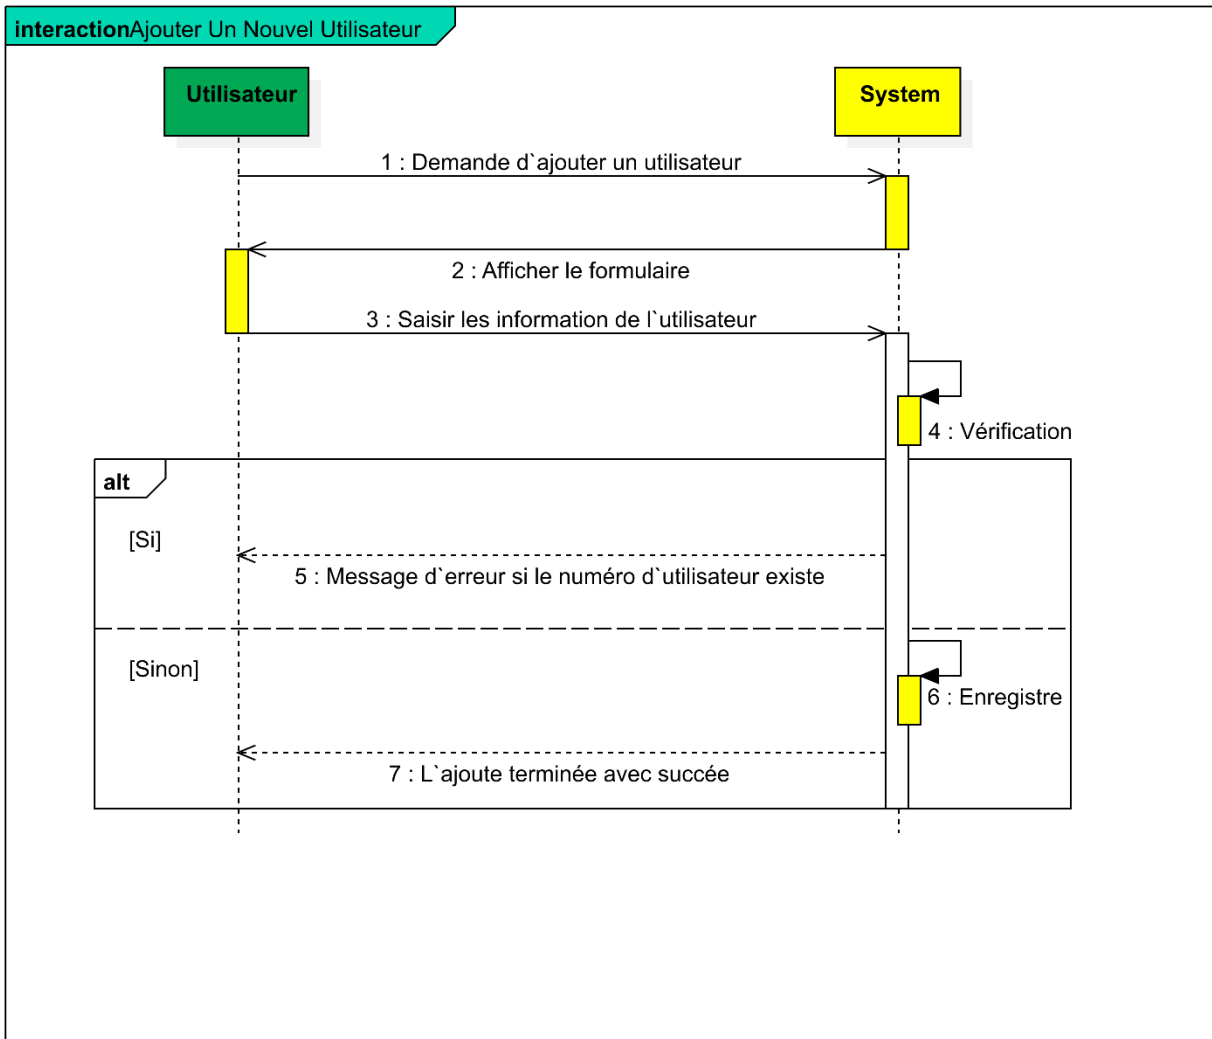 interactionAjouter Un Nouvel Utilisateur
Utilisateur
System
1 : Demande d`ajouter un utilisateur
2 : Afficher le formulaire
3 : Saisir les information de l`utilisateur
4 : Vérification
alt
[Si]
5 : Message d`erreur si le numéro d`utilisateur existe
[Sinon]
6 : Enregistre
7 : L`ajoute terminée avec succée